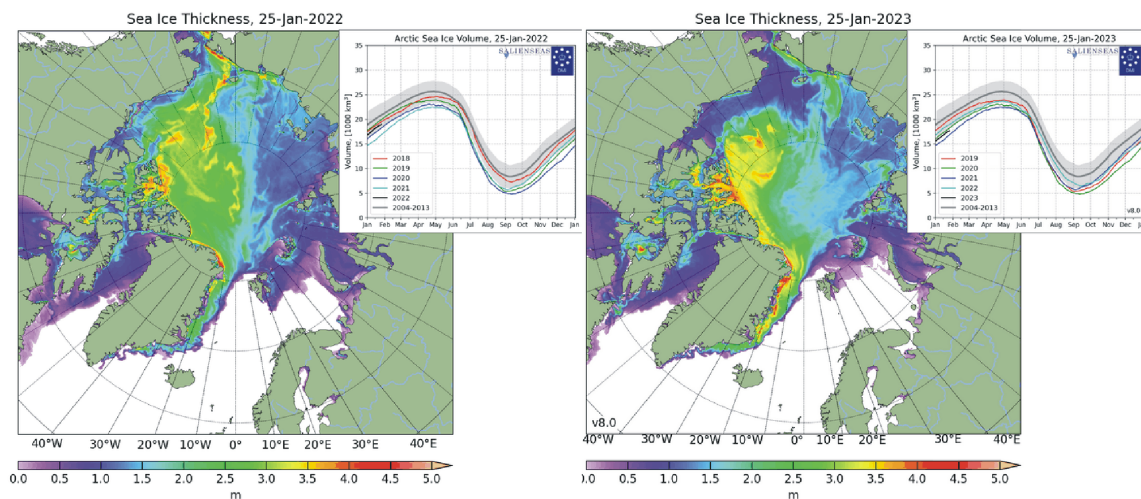 Sea Ice Thickness, 25-Jan-2022
Arctic Sea Ice Volume, 25-Jan-2022
SALIENSEAS
DMI
Volume, [1000 km³]
35
30
25
20
15
10
5
0
2018
2019
2020
2021
2022
2004-2013
Jan Feb Mar Apr May Jun Jul Aug Sep Oct Nov Dec Jan
40°W 30°W 20°W 10°W 0° 10°E 20°E 30°E 40°E
0.0 0.5 1.0 1.5 2.0 2.5 3.0 3.5 4.0 4.5 5.0
m
Sea Ice Thickness, 25-Jan-2023
Arctic Sea Ice Volume, 25-Jan-2023
SALIENSEAS
DMI
Volume, [1000 km³]
35
30
25
20
15
10
5
0
2019
2020
2021
2022
2023
2004-2013
v8.0
Jan Feb Mar Apr May Jun Jul Aug Sep Oct Nov Dec Jan
v8.0
40°W 30°W 20°W 10°W 0° 10°E 20°E 30°E 40°E
0.0 0.5 1.0 1.5 2.0 2.5 3.0 3.5 4.0 4.5 5.0
m